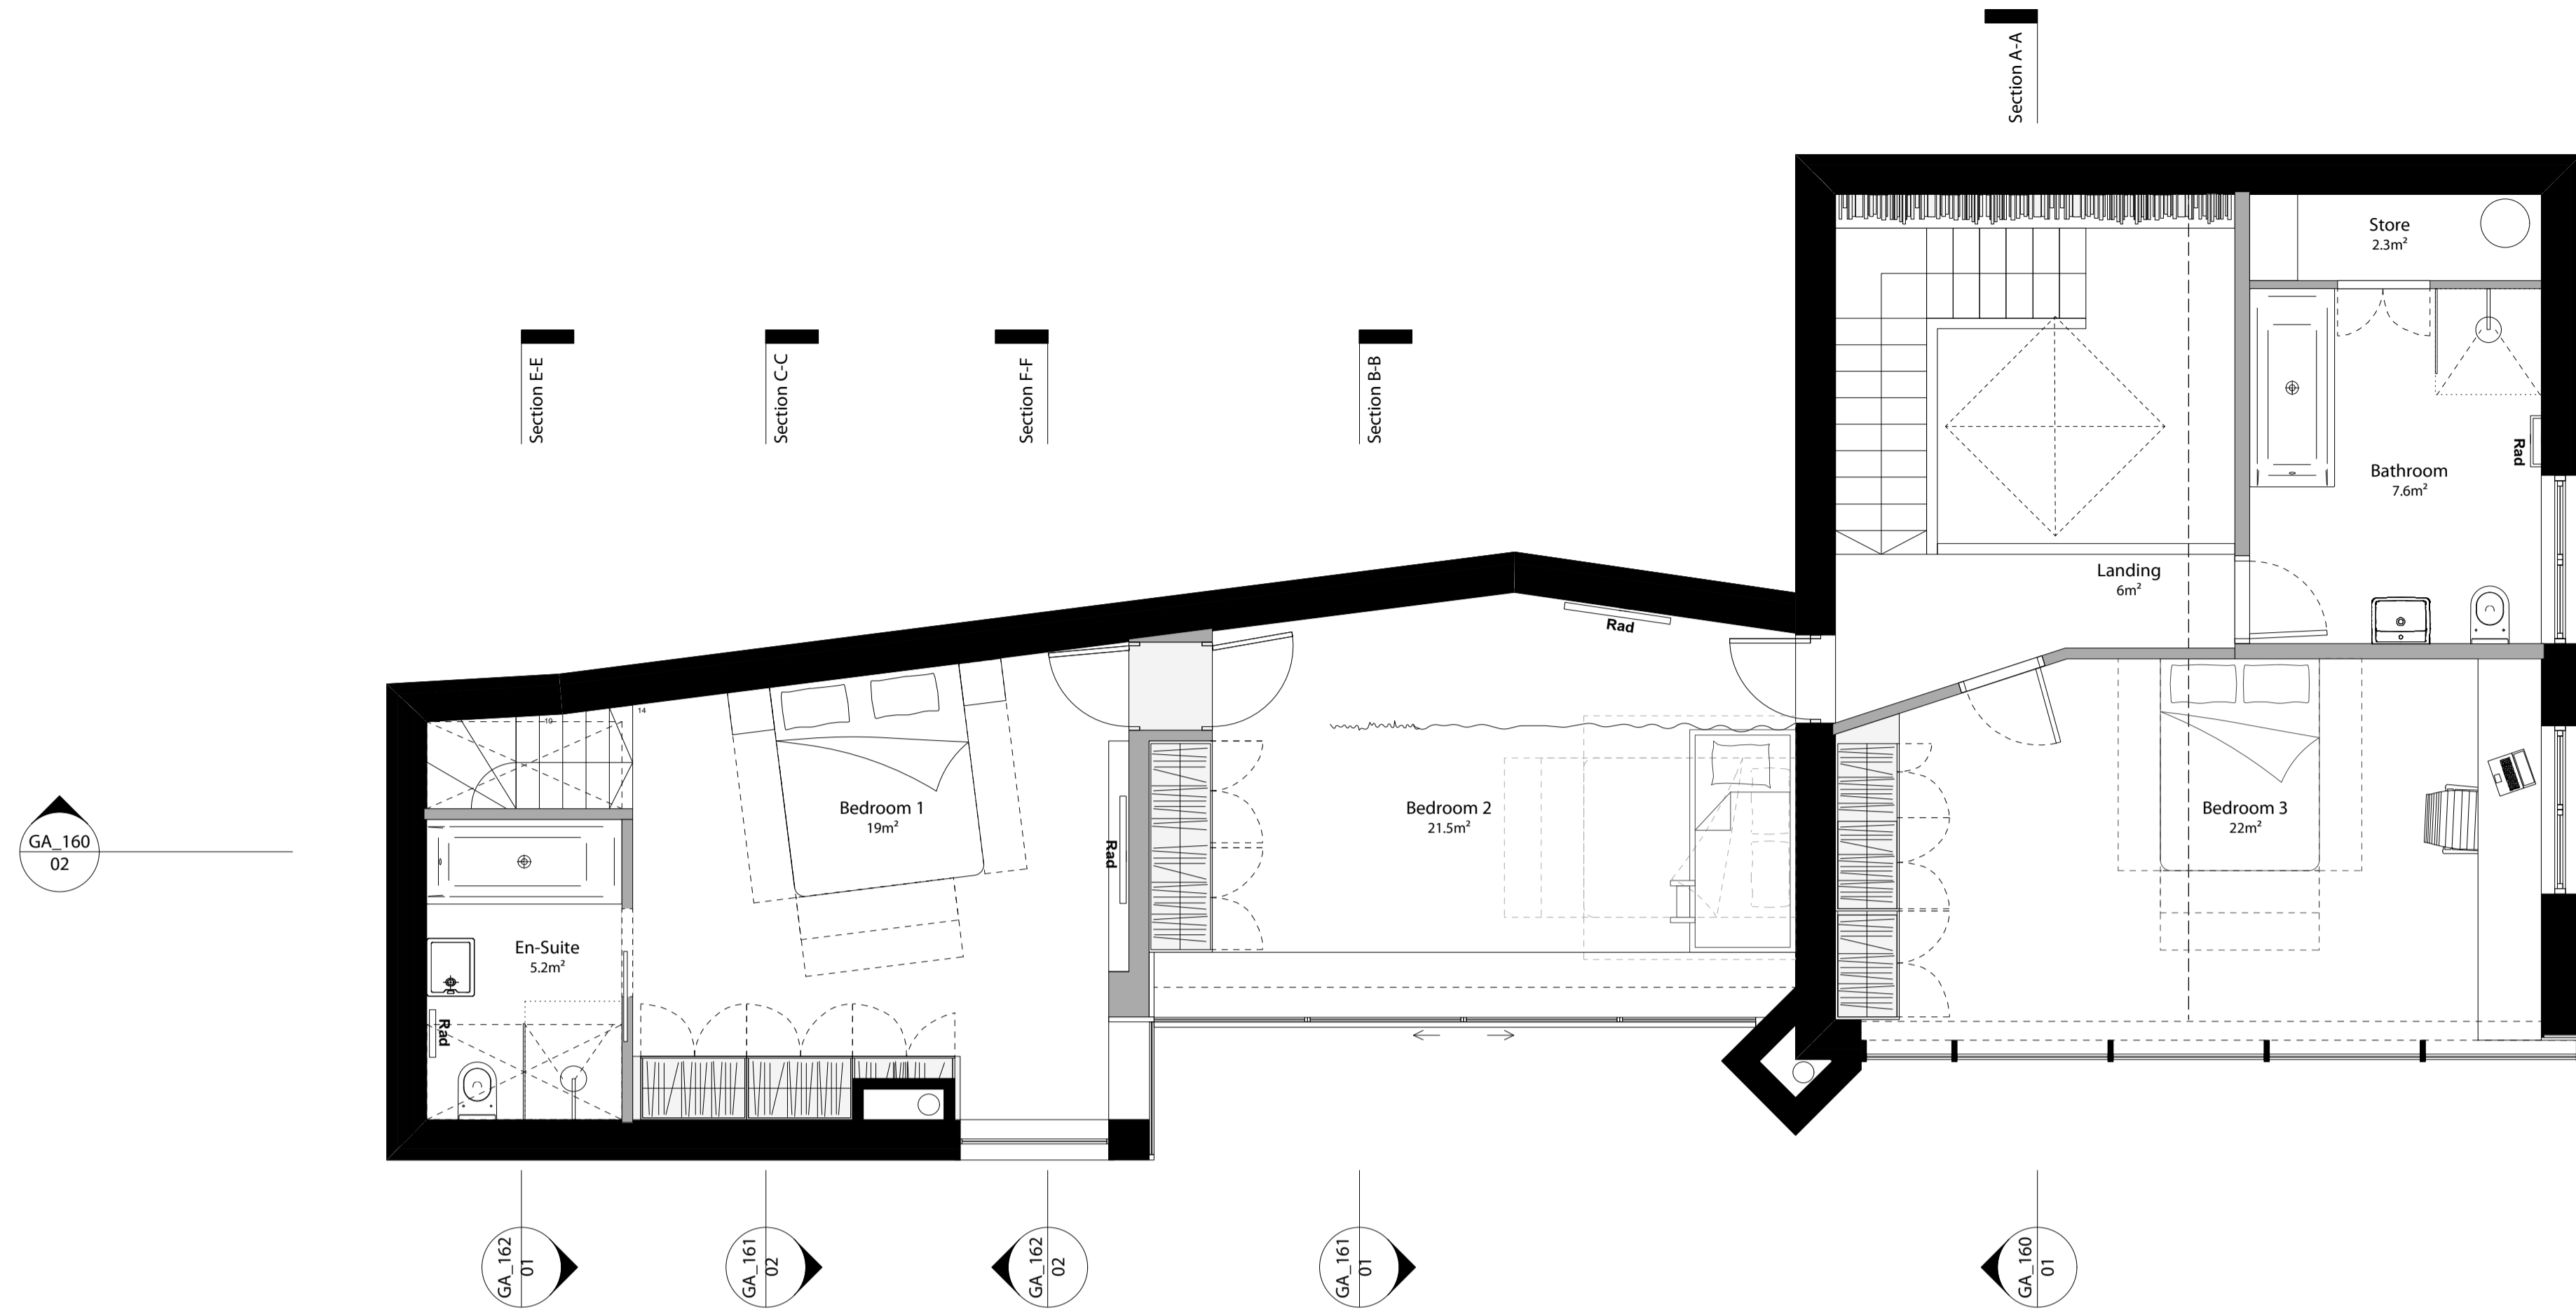 Section A-A
Store
2.3m²
Section E-E
Section C-C
Section F-F
Section B-B
Rad
Bathroom
7.6m²
Landing
6m²
Rad
10
14
Bedroom 1
19m²
Bedroom 2
21.5m²
Bedroom 3
22m²
GA_160
02
Rad
En-Suite
5.2m²
Rad
GA_162
01
GA_161
02
GA_162
02
GA_161
01
GA_160
01